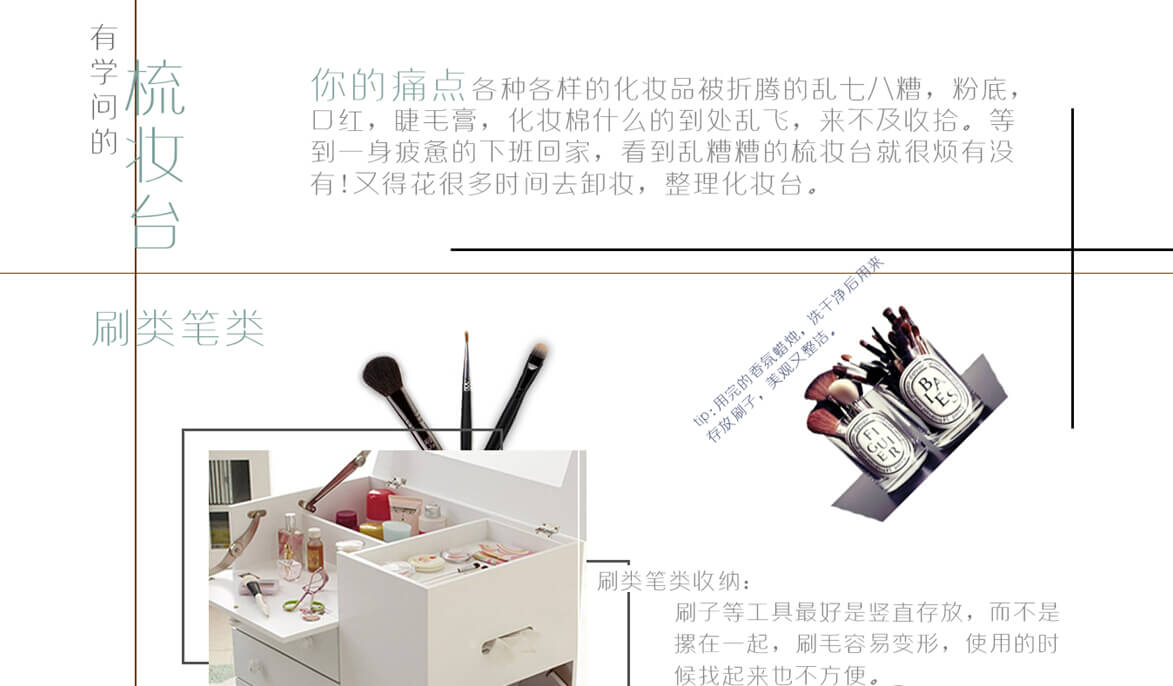 有学问的
梳妆台
你的痛点各种各样的化妆品被折腾的乱七八糟，粉底，
口红，睫毛膏，化妆棉什么的到处乱飞，来不及收拾。等
到一身疲惫的下班回家，看到乱糟糟的梳妆台就很烦有没
有!又得花很多时间去卸妆，整理化妆台。
刷类笔类
tip:用完的香氛蜡烛，洗干净后用来
存放刷子，美观又整洁。
BAIES
FIGUIER
刷类笔类收纳：
刷子等工具最好是竖直存放，而不是
摞在一起，刷毛容易变形，使用的时
候找起来也不方便。